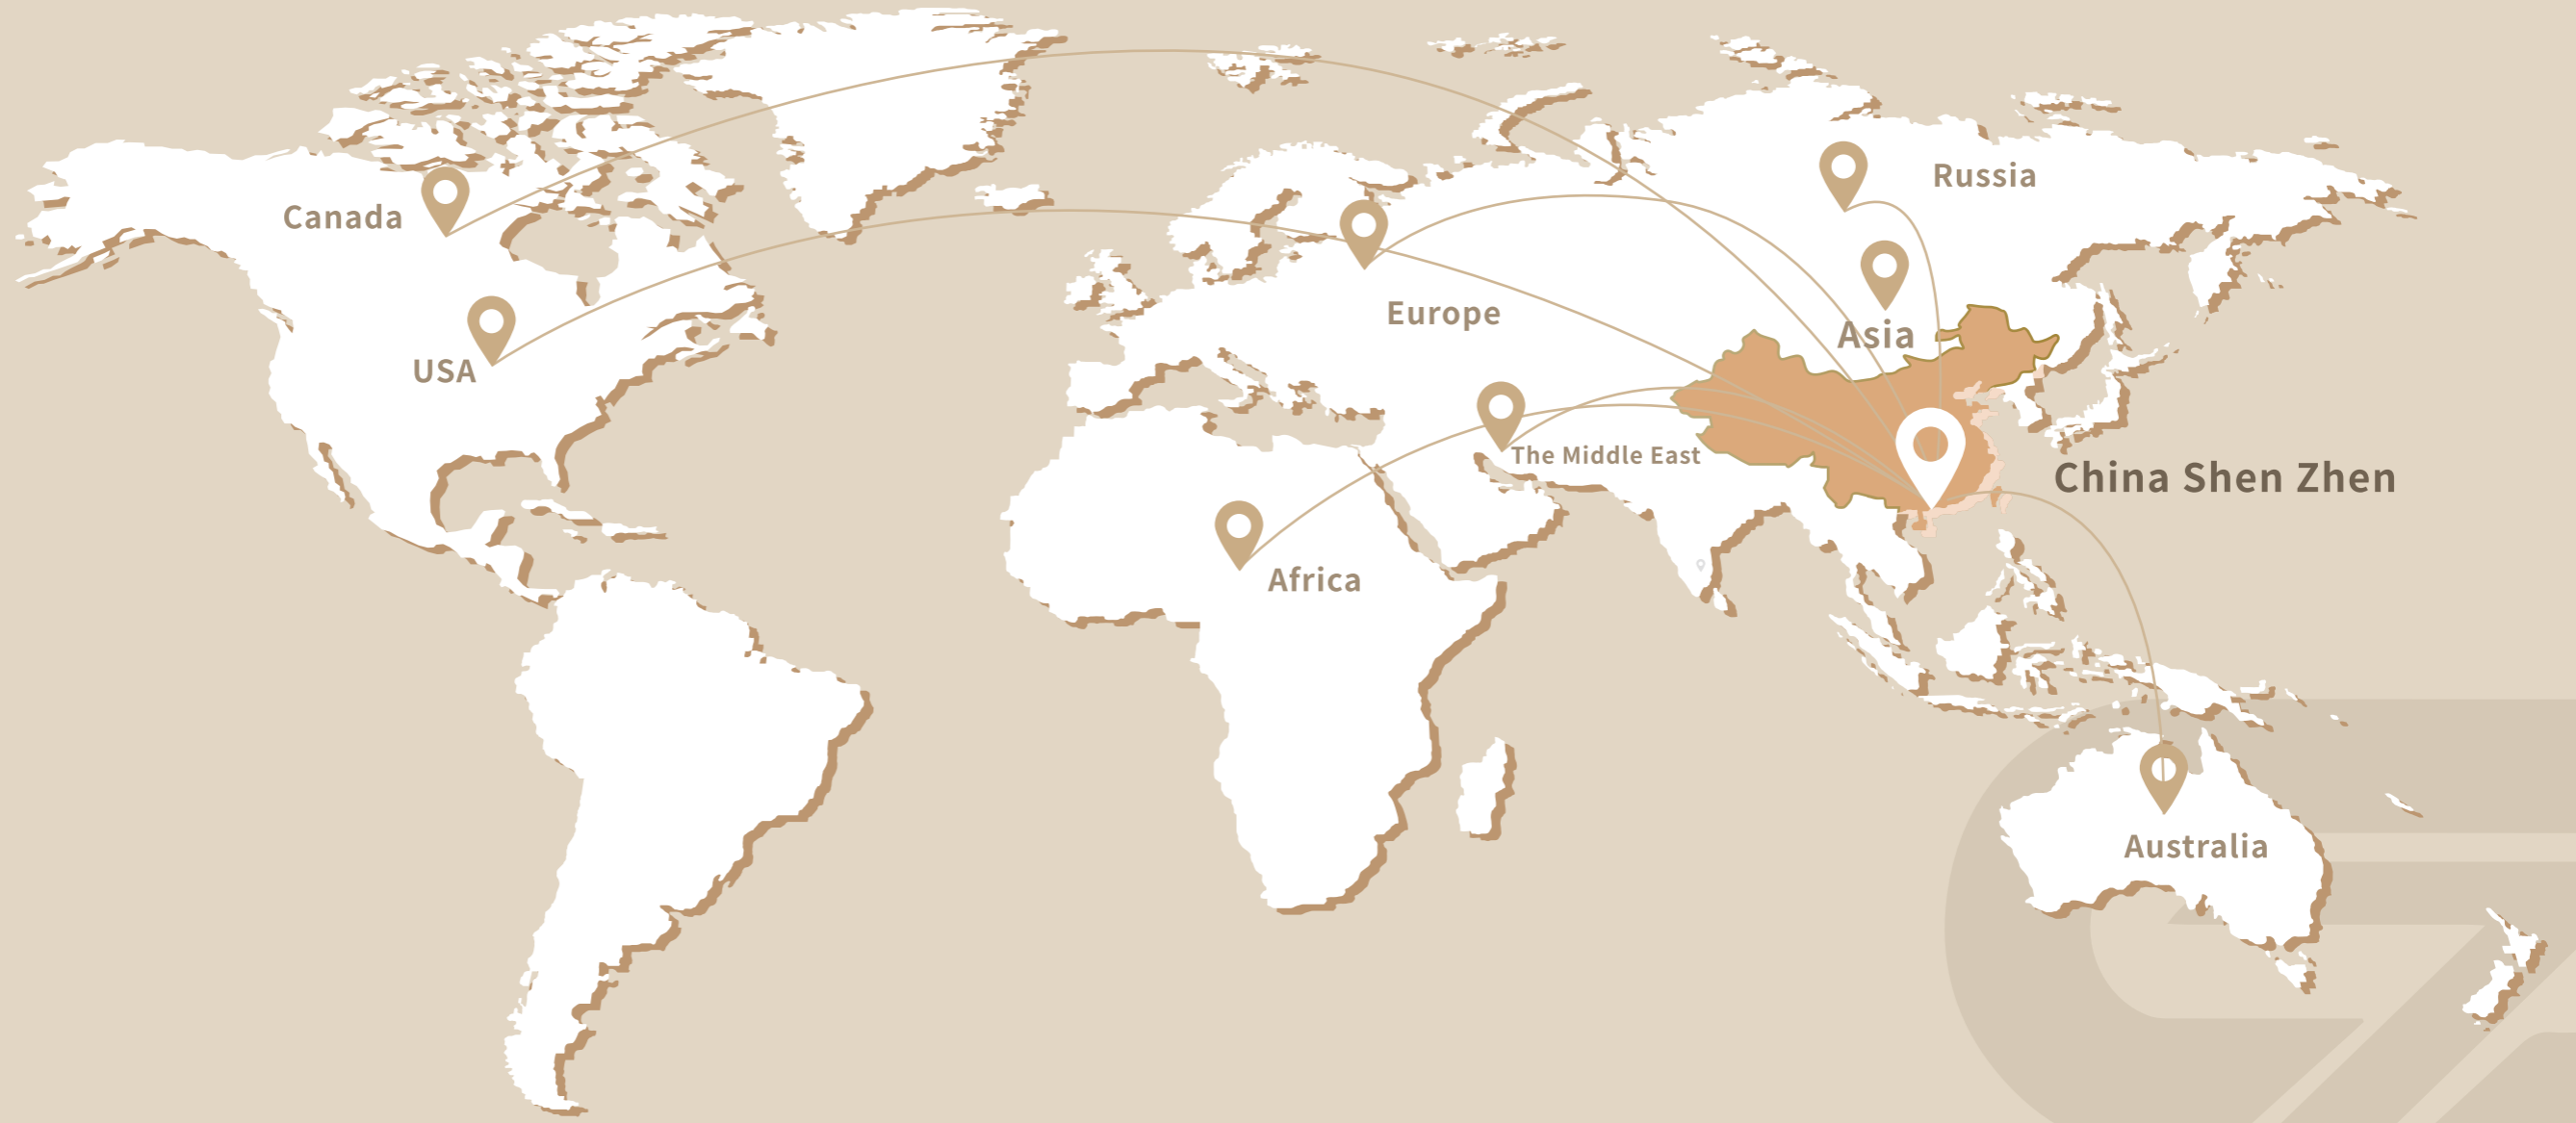 Russia
Canada
Europe
Asia
USA
The Middle East
China Shen Zhen
Africa
Australia